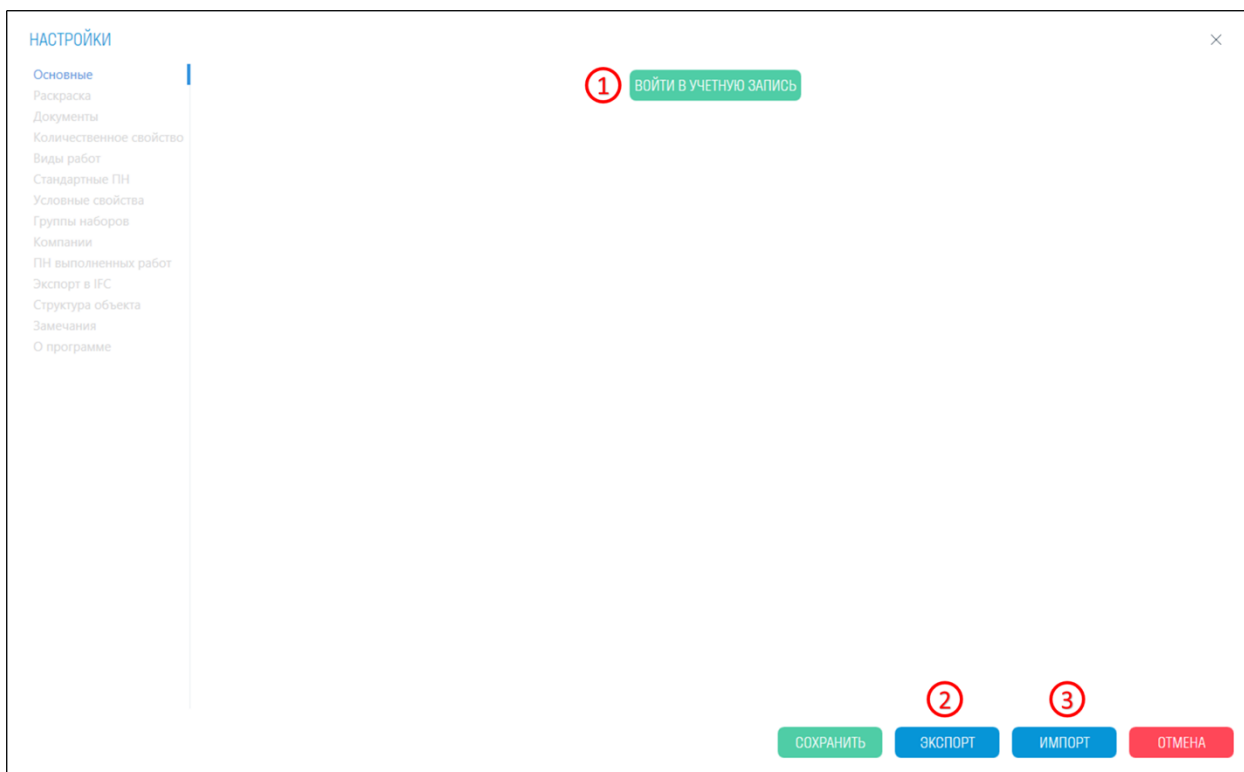 НАСТРОЙКИ
Основные
Раскраска
Документы
Количественное свойство
Виды работ
Стандартные ПН
Условные свойства
Группы наборов
Компании
ПН выполненных работ
Экспорт в IFC
Структура объекта
Замечания
О программе
1 ВОЙТИ В УЧЕТНУЮ ЗАПИСЬ
2 3
СОХРАНИТЬ ЭКСПОРТ ИМПОРТ ОТМЕНА